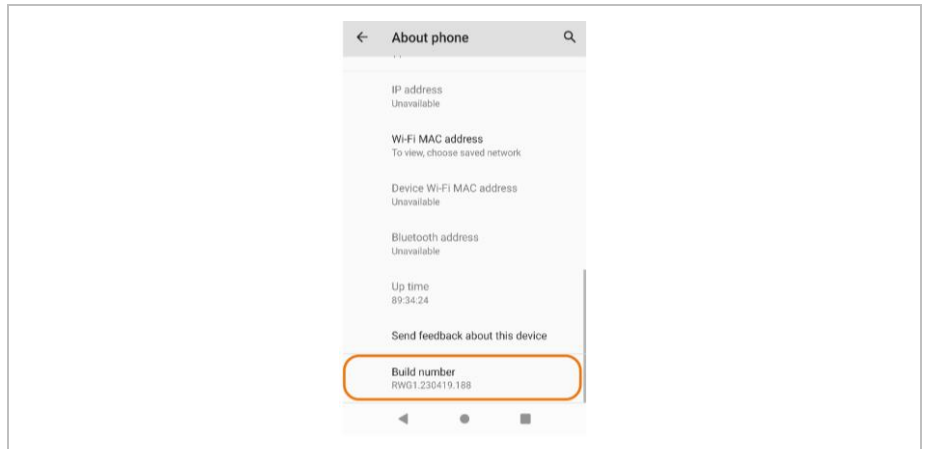 About phone
IP address
Unavailable
Wi-Fi MAC address
To view, choose saved network
Device Wi-Fi MAC address
Unavailable
Bluetooth address
Unavailable
Up time
89:34:24
Send feedback about this device
Build number
RWG1.230419.188